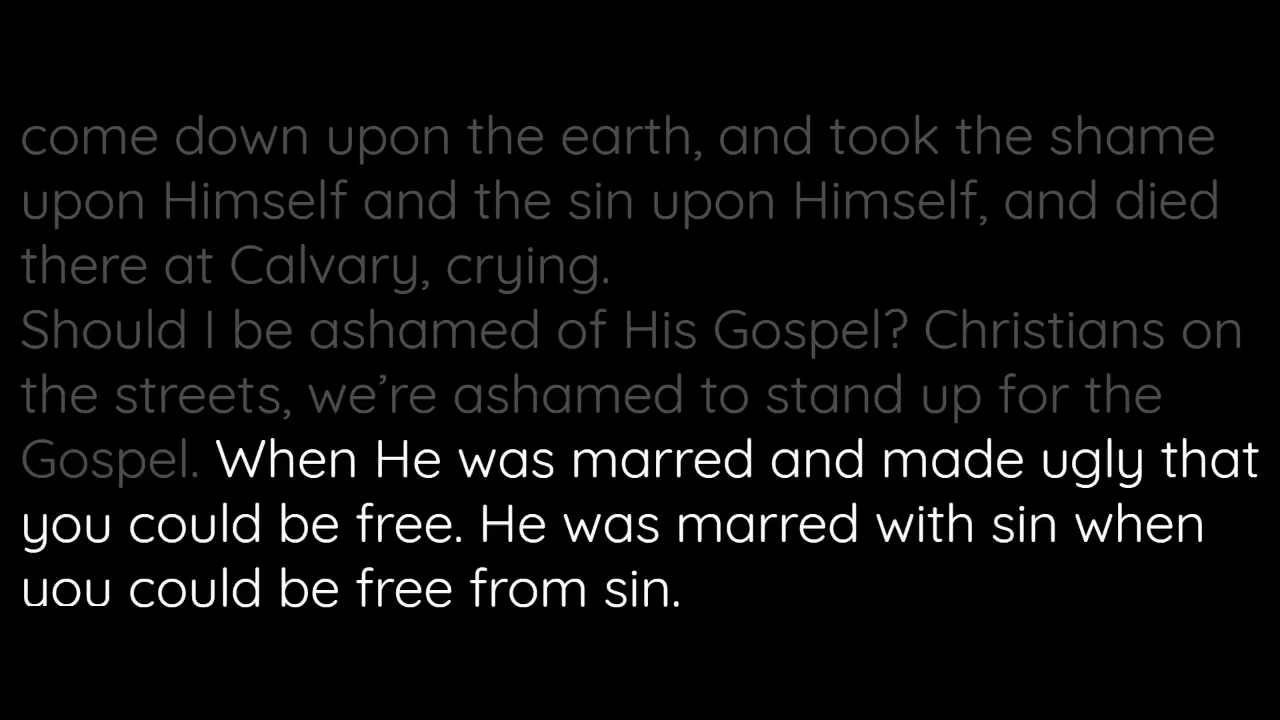 come down upon the earth, and took the shame
upon Himself and the sin upon Himself, and died
there at Calvary, crying.
Should I be ashamed of His Gospel? Christians on
the streets, we’re ashamed to stand up for the
Gospel. When He was marred and made ugly that
you could be free. He was marred with sin when
you could be free from sin.